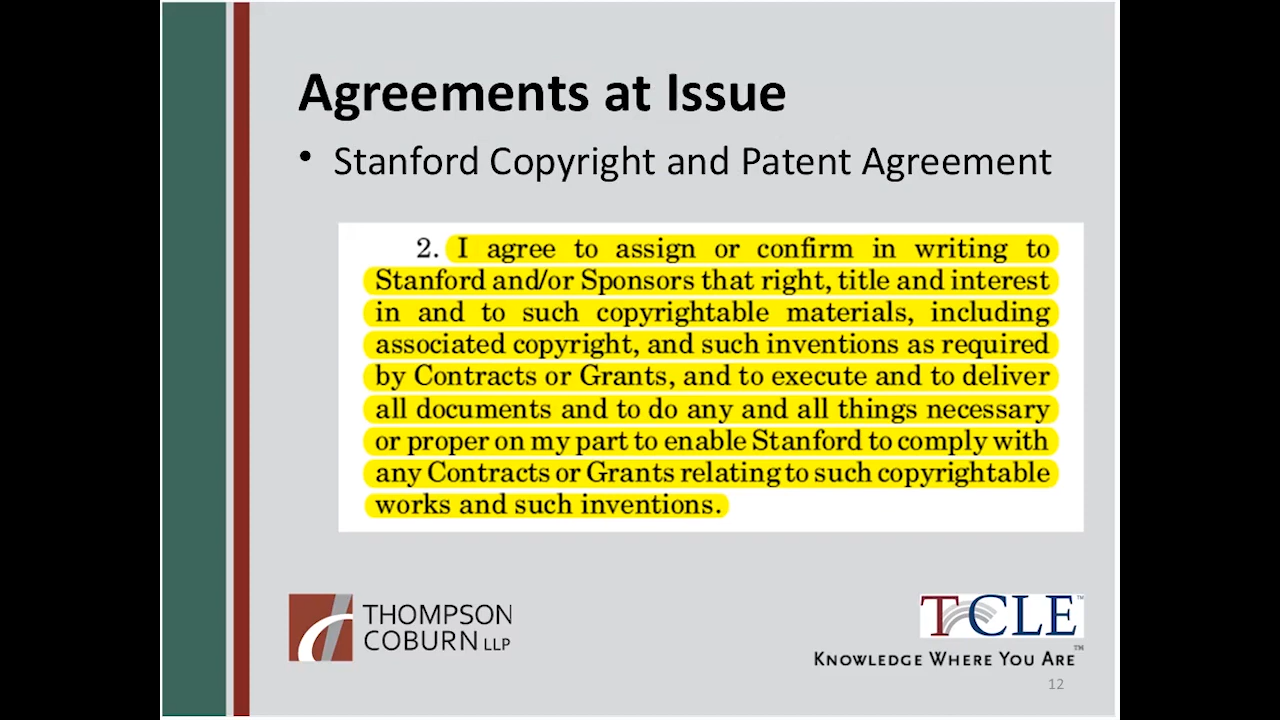 Agreements at Issue
• Stanford Copyright and Patent Agreement
2. I agree to assign or confirm in writing to
Stanford and/or Sponsors that right, title and interest
in and to such copyrightable materials, including
associated copyright, and such inventions as required
by Contracts or Grants, and to execute and to deliver
all documents and to do any and all things necessary
or proper on my part to enable Stanford to comply with
any Contracts or Grants relating to such copyrightable
works and such inventions.
THOMPSON
COBURN LLP
TCLE™
KNOWLEDGE WHERE YOU ARE™
12